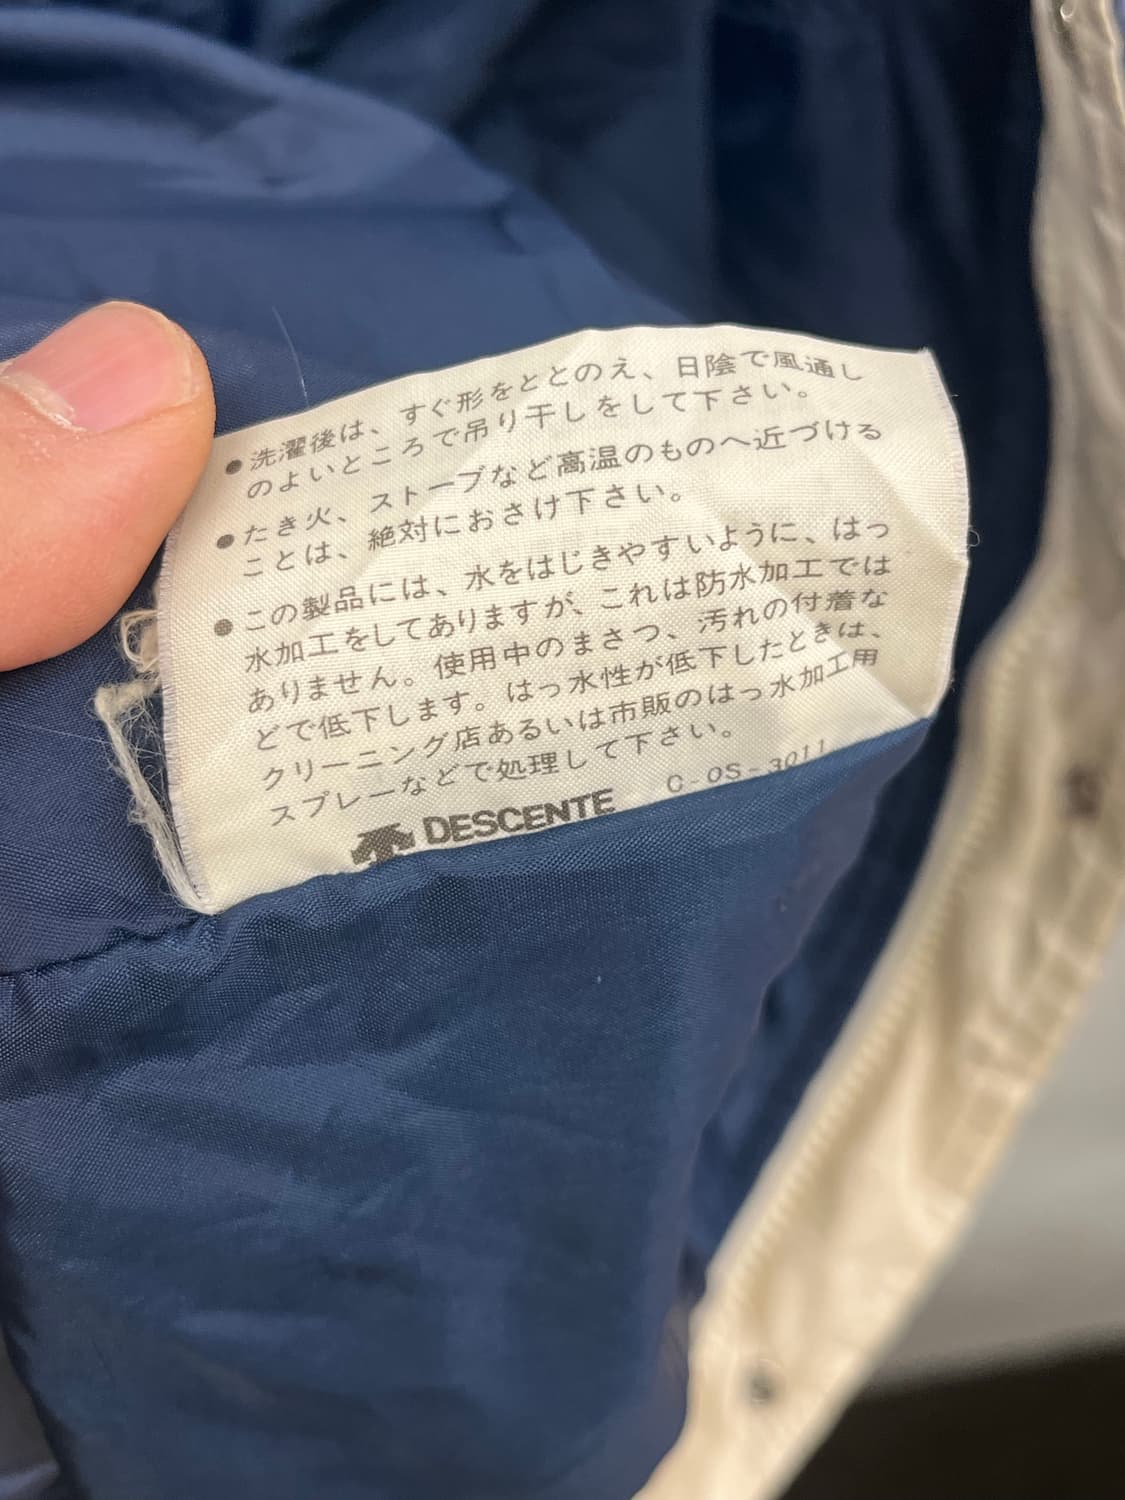 ●洗濯後は、すぐ形をととのえ、日陰で風通し
のよいところで吊り干しをして下さい。
●たき火、ストーブなど高温のものへ近づける
ことは、絶対におさけ下さい。
●この製品には、水をはじきやすいように、はっ
水加工をしてありますが、これは防水加工では
ありません。使用中のまさつ、汚れの付着な
どで低下します。はっ水性が低下したときは、
クリーニング店あるいは市販のはっ水加工用
スプレーなどで処理して下さい。
DESCENTE C-OS-3011